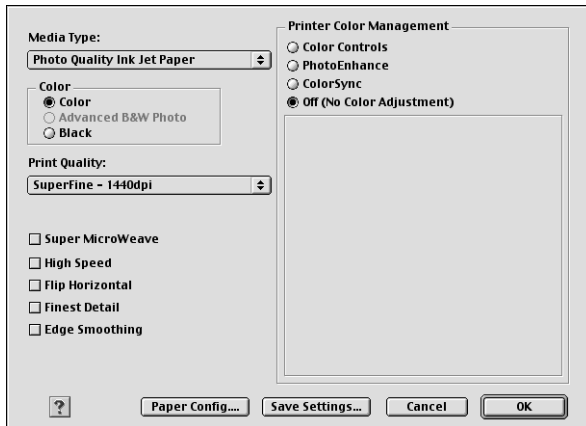 Media Type:
Photo Quality Ink Jet Paper
Color
Color
Advanced B&W Photo
Black
Print Quality:
SuperFine - 1440dpi
Super MicroWeave
High Speed
Flip Horizontal
Finest Detail
Edge Smoothing
Printer Color Management
Color Controls
PhotoEnhance
ColorSync
Off (No Color Adjustment)
?
Paper Config....
Save Settings...
Cancel
OK